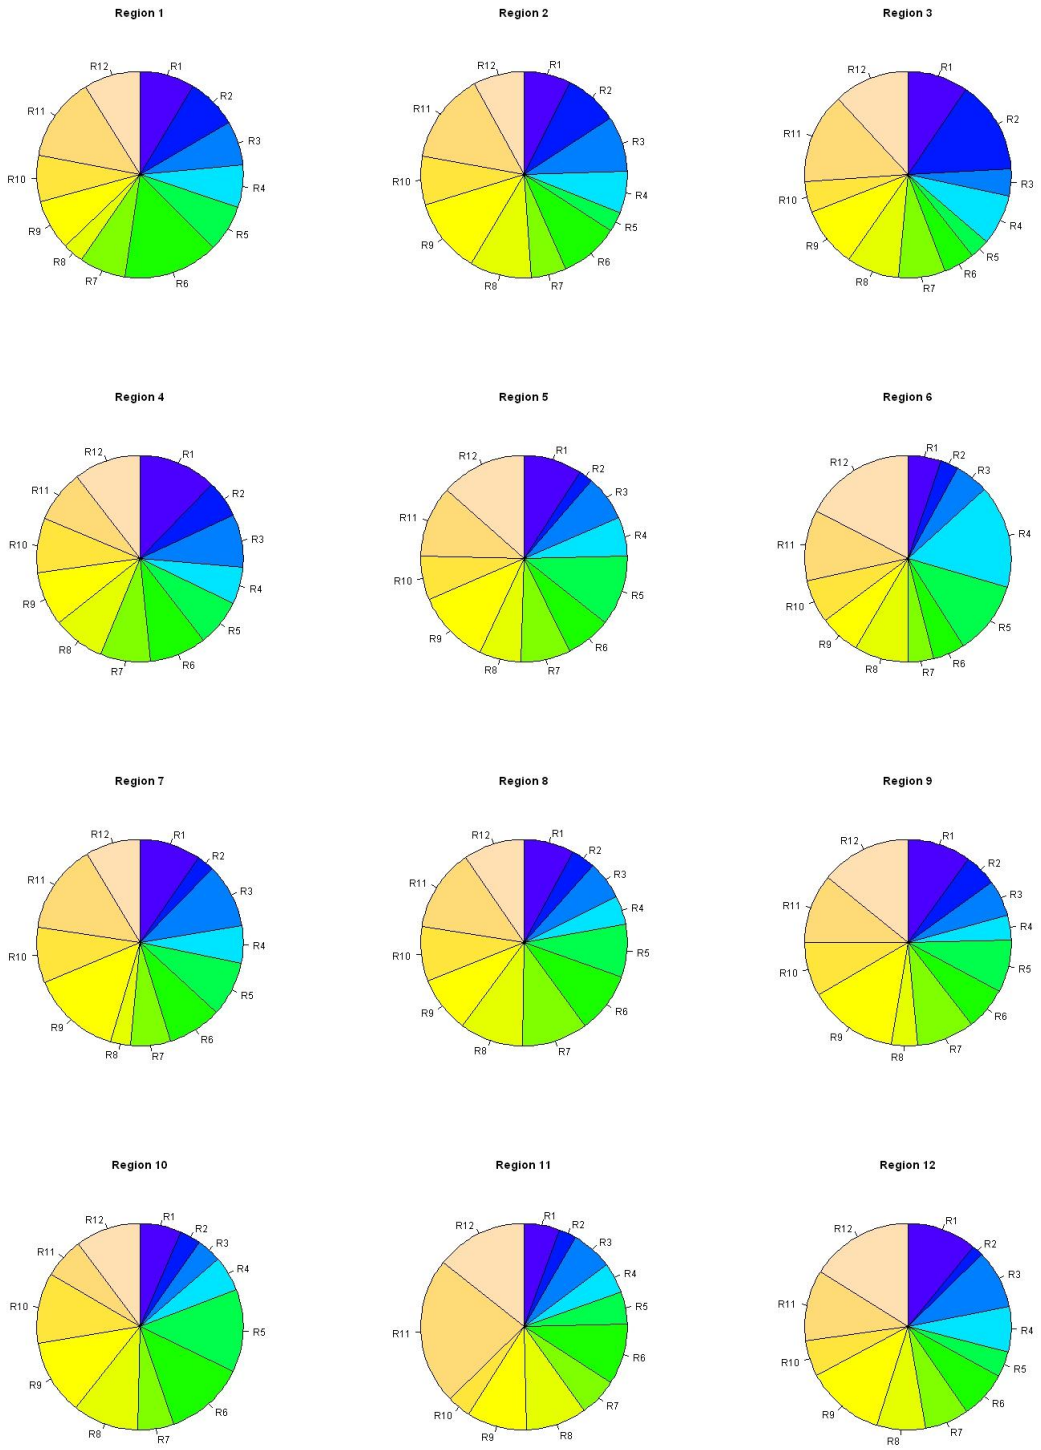 Region 1
R1
R2
R3
R4
R5
R6
R7
R8
R9
R10
R11
R12
Region 2
R1
R2
R3
R4
R5
R6
R7
R8
R9
R10
R11
R12
Region 3
R1
R2
R3
R4
R5
R6
R7
R8
R9
R10
R11
R12
Region 4
R1
R2
R3
R4
R5
R6
R7
R8
R9
R10
R11
R12
Region 5
R1
R2
R3
R4
R5
R6
R7
R8
R9
R10
R11
R12
Region 6
R1
R2
R3
R4
R5
R6
R7
R8
R9
R10
R11
R12
Region 7
R1
R2
R3
R4
R5
R6
R7
R8
R9
R10
R11
R12
Region 8
R1
R2
R3
R4
R5
R6
R7
R8
R9
R10
R11
R12
Region 9
R1
R2
R3
R4
R5
R6
R7
R8
R9
R10
R11
R12
Region 10
R1
R2
R3
R4
R5
R6
R7
R8
R9
R10
R11
R12
Region 11
R1
R2
R3
R4
R5
R6
R7
R8
R9
R10
R11
R12
Region 12
R1
R2
R3
R4
R5
R6
R7
R8
R9
R10
R11
R12